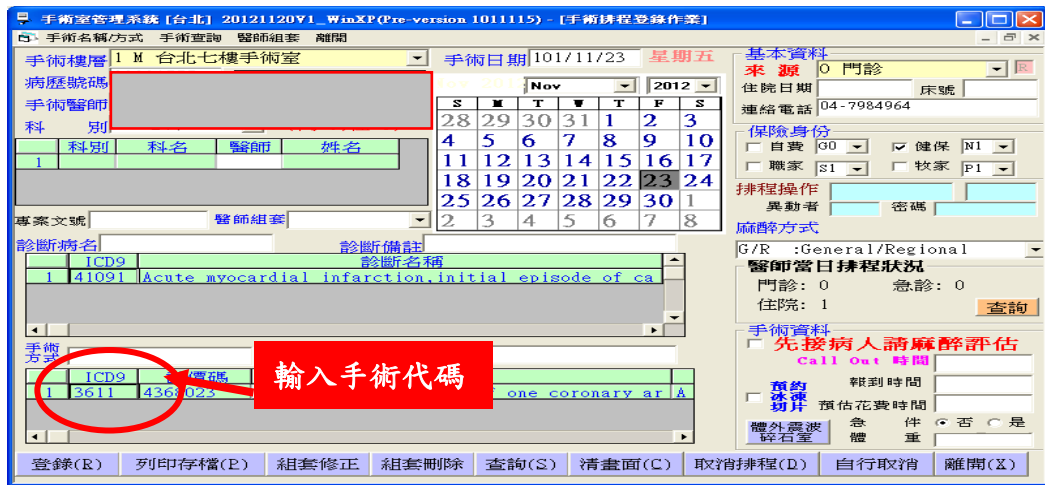 手術室管理系統 [台北] 20121120V1_WinXP(Pre-version 1011115) - [手術排程登錄作業]
手術名稱/方式 手術查詢 醫師組套 離開
手術樓層 1 M 台北七樓手術室 手術日期 101/11/23 星期五
病歷號碼
手術醫師
科 別
科別 科名 醫師 姓名
1
專案文號 醫師組套
Nov 2012
S M T W T F S
28 29 30 31 1 2 3
4 5 6 7 8 9 10
11 12 13 14 15 16 17
18 19 20 21 22 23 24
25 26 27 28 29 30 1
2 3 4 5 6 7 8
基本資料
來 源 0 門診 R
住院日期 床號
連絡電話 04-7984964
保險身份
自費 G0 健保 N1
職家 S1 牧家 P1
排程操作
異動者 密碼
麻醉方式
G/R :General/Regional
診斷病名 診斷備註
ICD9 診斷名稱
1 41091 Acute myocardial infarction,initial episode of ca
醫師當日排程狀況
門診: 0 急診: 0
住院: 1 查詢
手術方式
ICD9
1 3611 4368023 one coronary ar A
輸入手術代碼
手術資料
先接病人請麻醉評估
Call Out 時間
預約冰凍切片 報到時間
預估花費時間
體外震波碎石室 急 件 否 是
體 重
登錄(R) 列印存檔(P) 組套修正 組套刪除 查詢(S) 清畫面(C) 取消排程(D) 自行取消 離開(X)